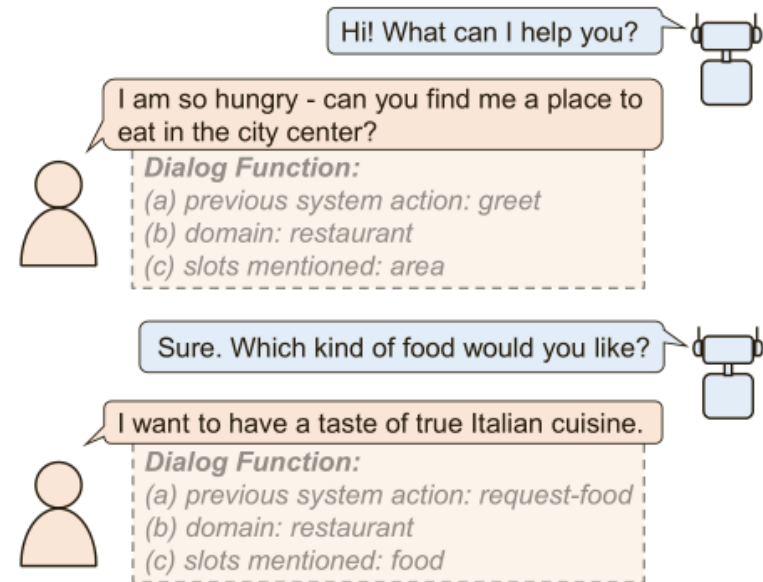 Hi! What can I help you?
I am so hungry - can you find me a place to
eat in the city center?
Dialog Function:
(a) previous system action: greet
(b) domain: restaurant
(c) slots mentioned: area
Sure. Which kind of food would you like?
I want to have a taste of true Italian cuisine.
Dialog Function:
(a) previous system action: request-food
(b) domain: restaurant
(c) slots mentioned: food